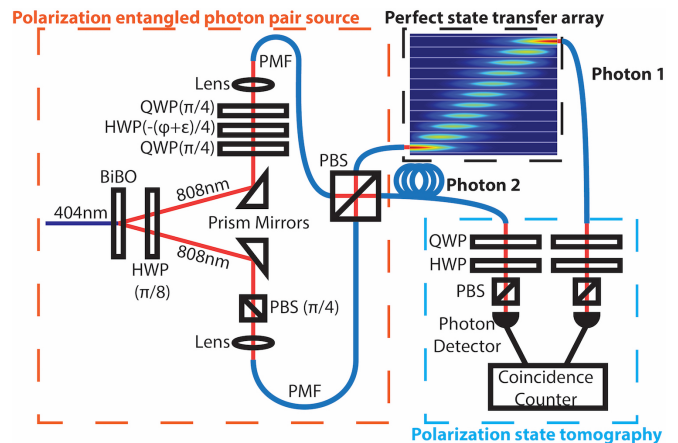 Polarization entangled photon pair source
Perfect state transfer array
PMF
Lens
QWP(π/4)
HWP(-(φ+ε)/4)
QWP(π/4)
Photon 1
PBS
BiBO
808nm
Photon 2
404nm
Prism Mirrors
808nm
HWP
(π/8)
QWP
HWP
PBS (π/4)
PBS
Lens
Photon
Detector
PMF
Coincidence
Counter
Polarization state tomography